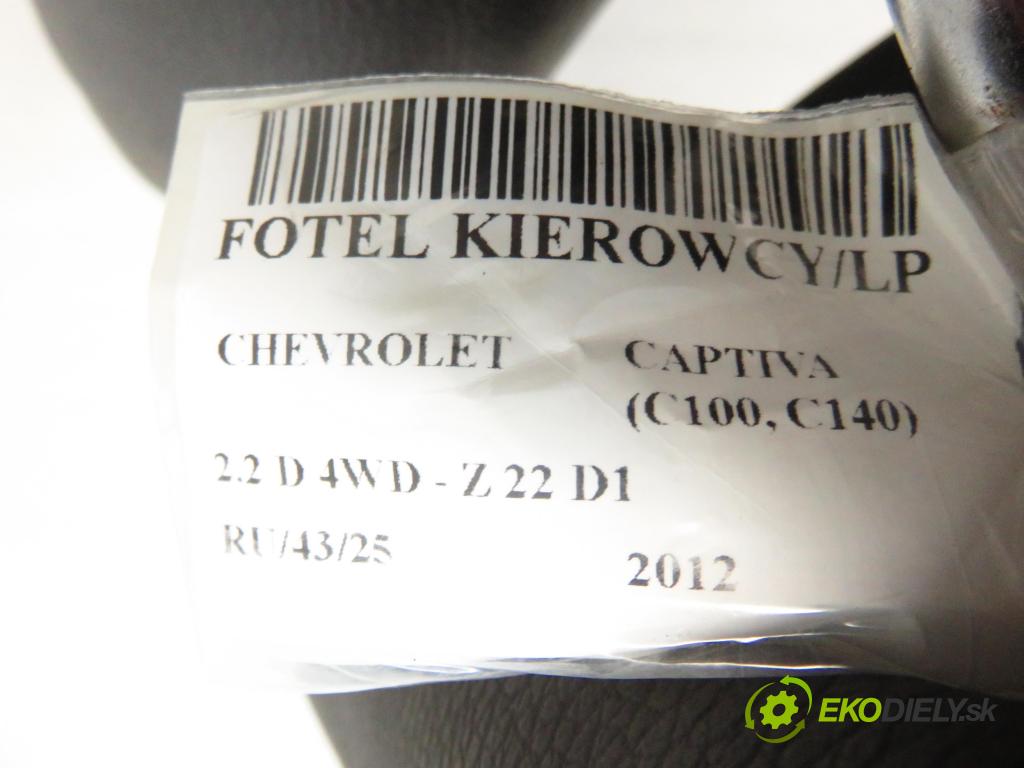 FOTEL KIEROWCY/LP
CHEVROLET CAPTIVA
(C100, C140)
2.2 D 4WD - Z 22 D1
RU/43/25 2012
EKODIELY.sk